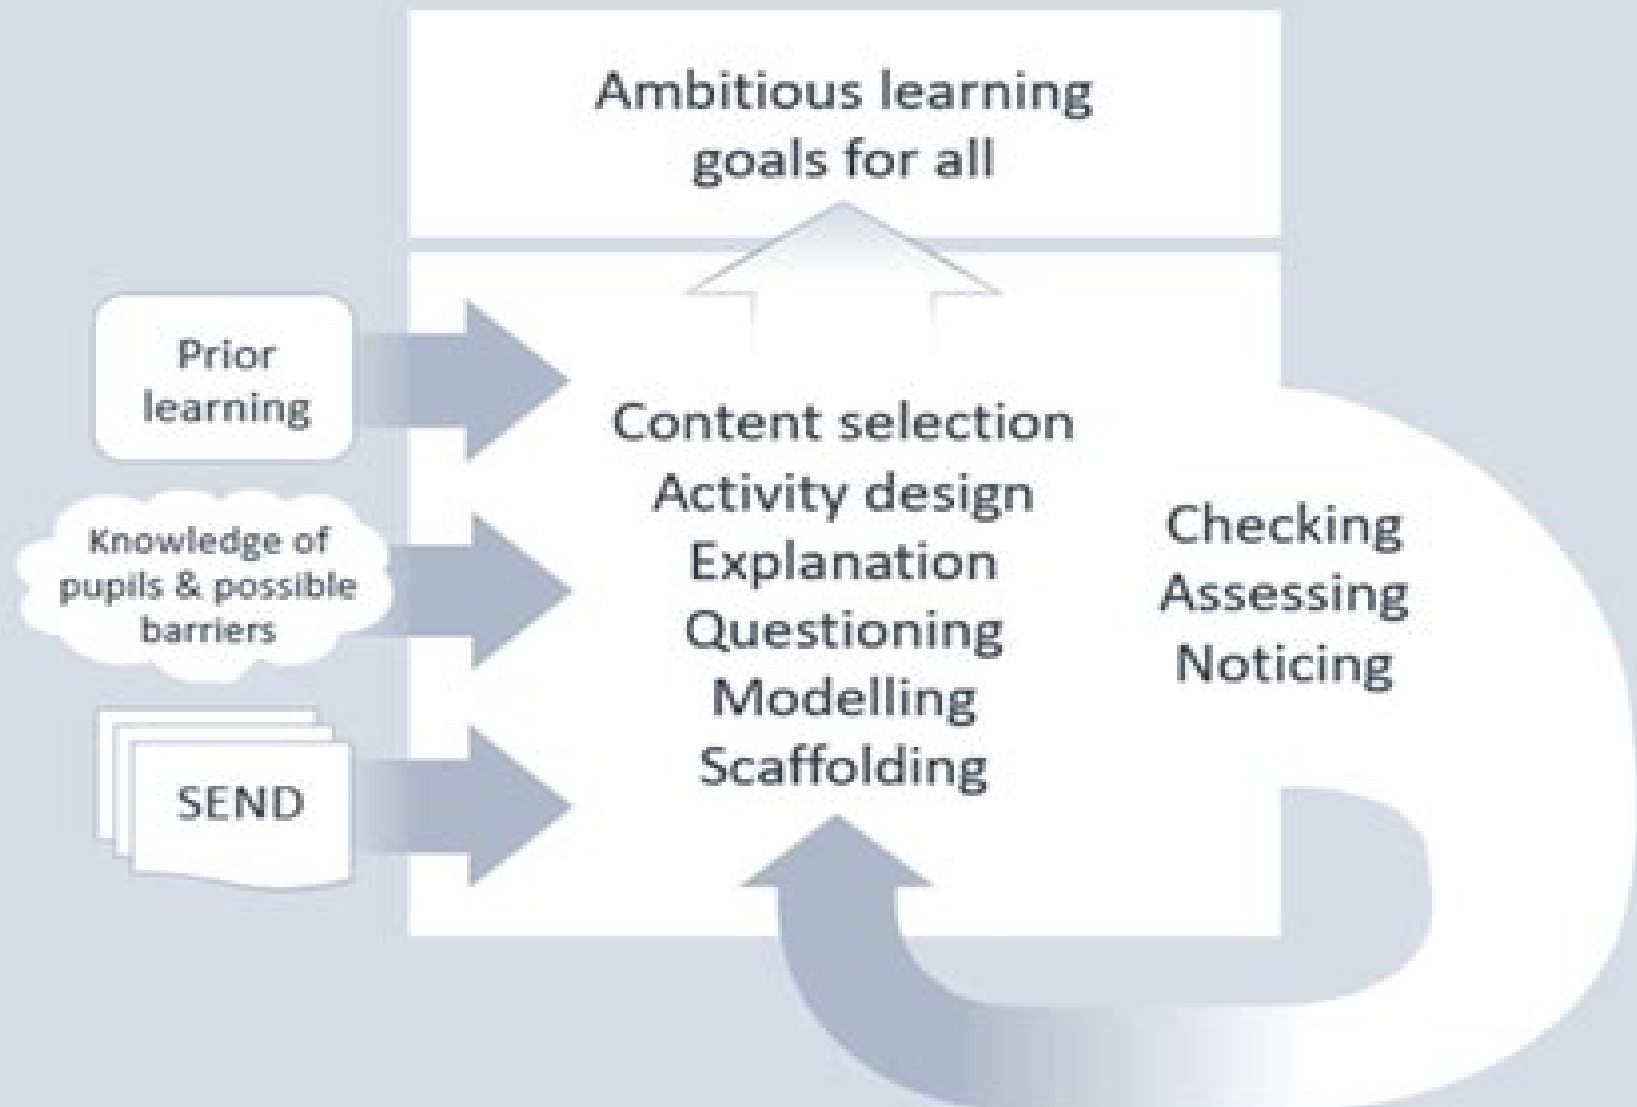 Ambitious learning
goals for all
Prior
learning
Knowledge of
pupils & possible
barriers
SEND
Content selection
Activity design
Explanation
Questioning
Modelling
Scaffolding
Checking
Assessing
Noticing